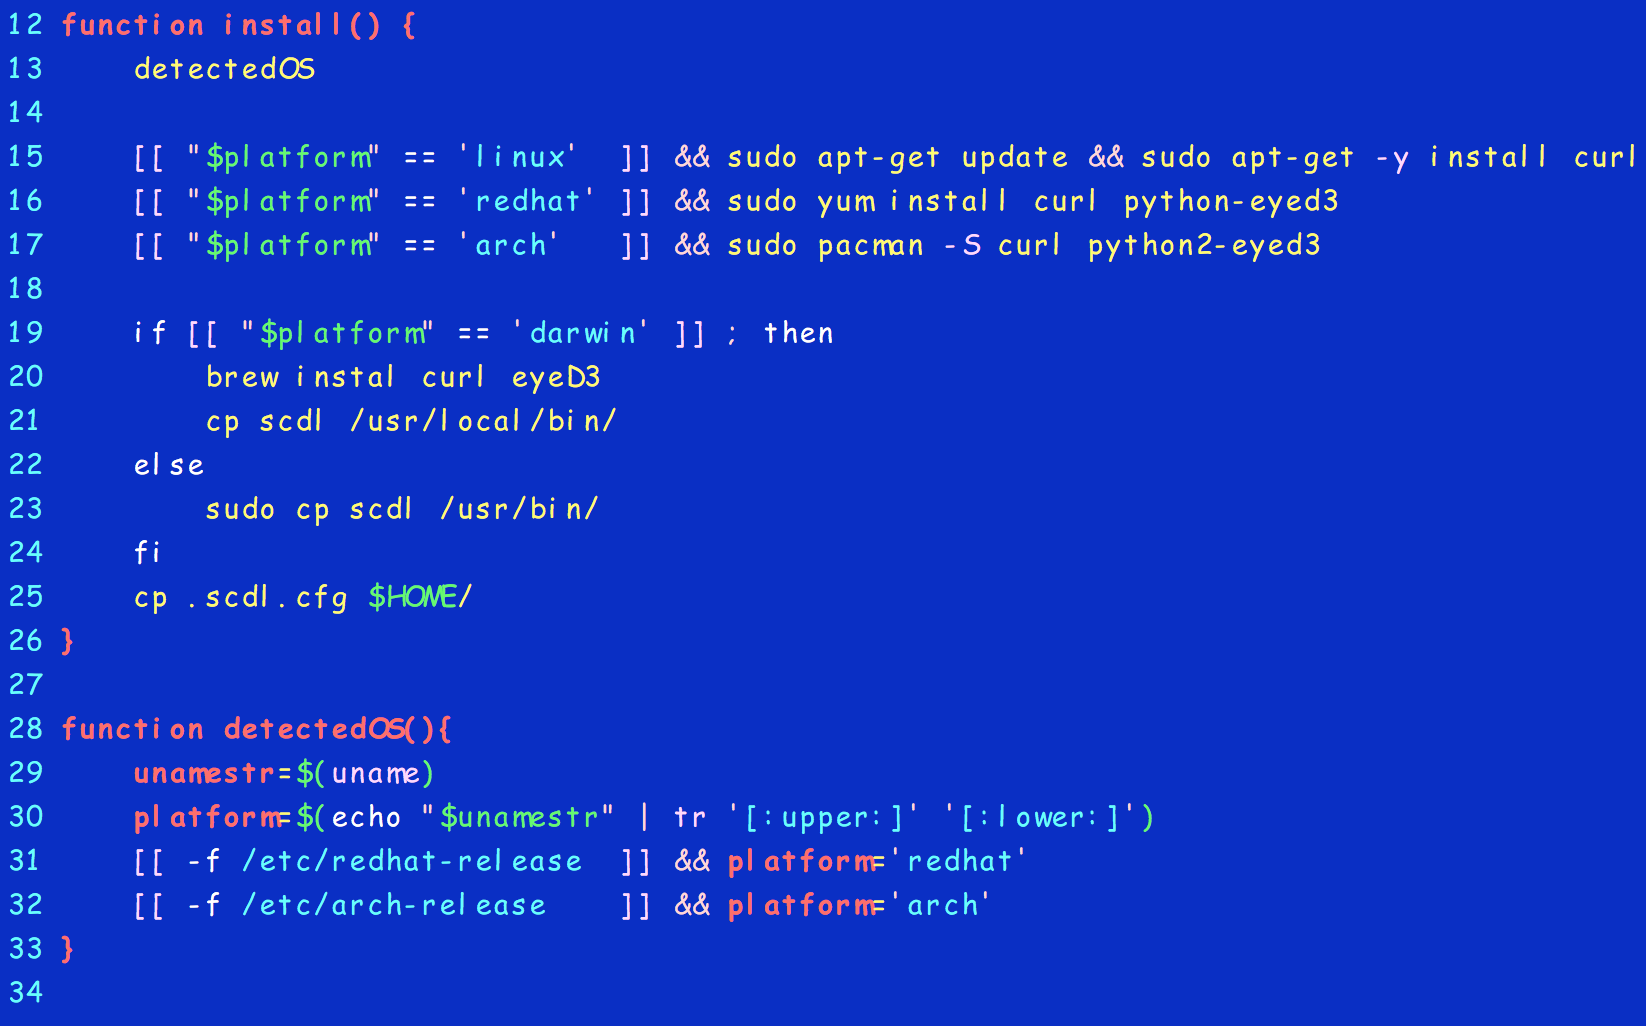 12 function install() {
13     detectedOS
14
15     [[ "$platform" == 'linux'  ]] && sudo apt-get update && sudo apt-get -y install curl
16     [[ "$platform" == 'redhat' ]] && sudo yum install curl python-eyed3
17     [[ "$platform" == 'arch'   ]] && sudo pacman -S curl python2-eyed3
18
19     if [[ "$platform" == 'darwin' ]] ; then
20         brew instal curl eyeD3
21         cp scdl /usr/local/bin/
22     else
23         sudo cp scdl /usr/bin/
24     fi
25     cp .scdl.cfg $HOME/
26 }
27
28 function detectedOS(){
29     unamestr=$(uname)
30     platform=$(echo "$unamestr" | tr '[:upper:]' '[:lower:]')
31     [[ -f /etc/redhat-release  ]] && platform='redhat'
32     [[ -f /etc/arch-release    ]] && platform='arch'
33 }
34